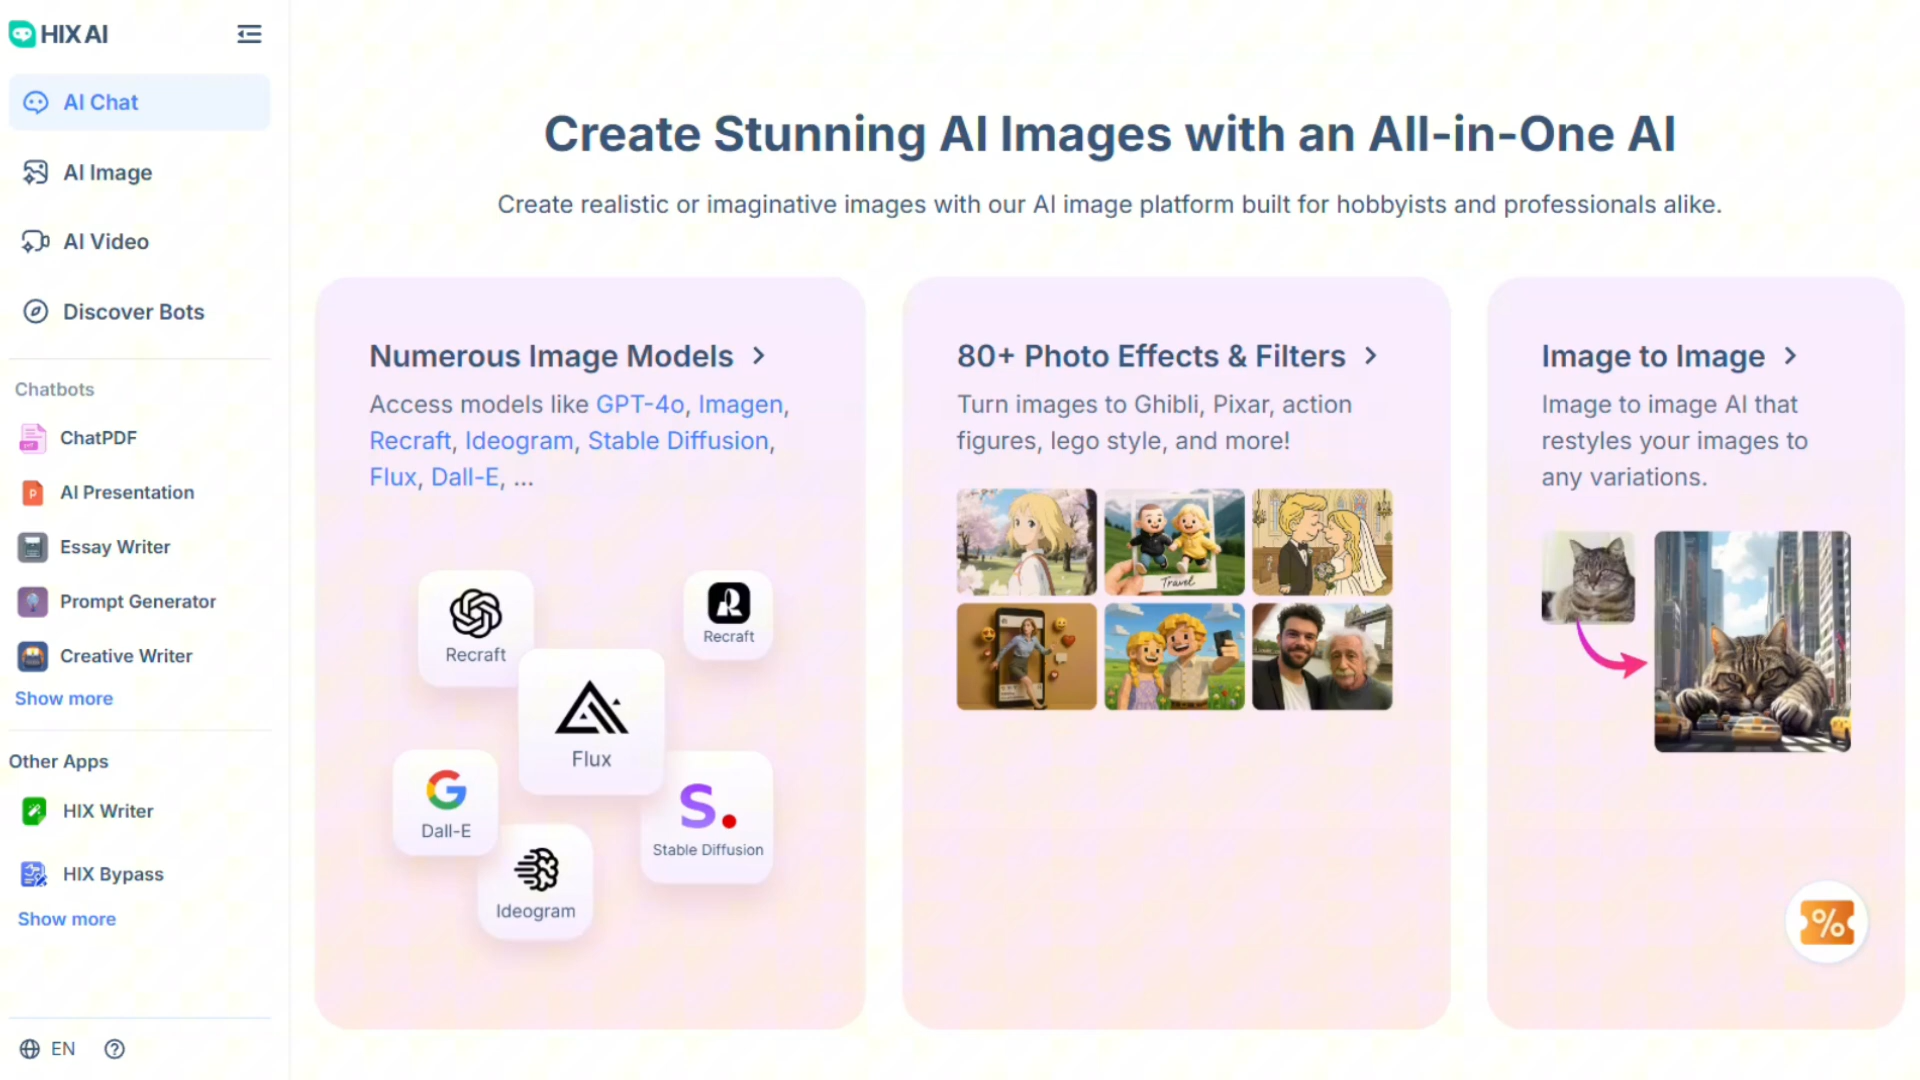 HIX AI
AI Chat
AI Image
AI Video
Discover Bots
Chatbots
ChatPDF
AI Presentation
Essay Writer
Prompt Generator
Creative Writer
Show more
Other Apps
HIX Writer
HIX Bypass
Show more
EN
Create Stunning AI Images with an All-in-One AI
Create realistic or imaginative images with our AI image platform built for hobbyists and professionals alike.
Numerous Image Models
Access models like GPT-4o, Imagen,
Recraft, Ideogram, Stable Diffusion,
Flux, Dall-E, ...
Recraft
Recraft
Flux
Dall-E
Stable Diffusion
Ideogram
80+ Photo Effects & Filters
Turn images to Ghibli, Pixar, action
figures, lego style, and more!
Travel
Image to Image
Image to image AI that
restyles your images to
any variations.
%